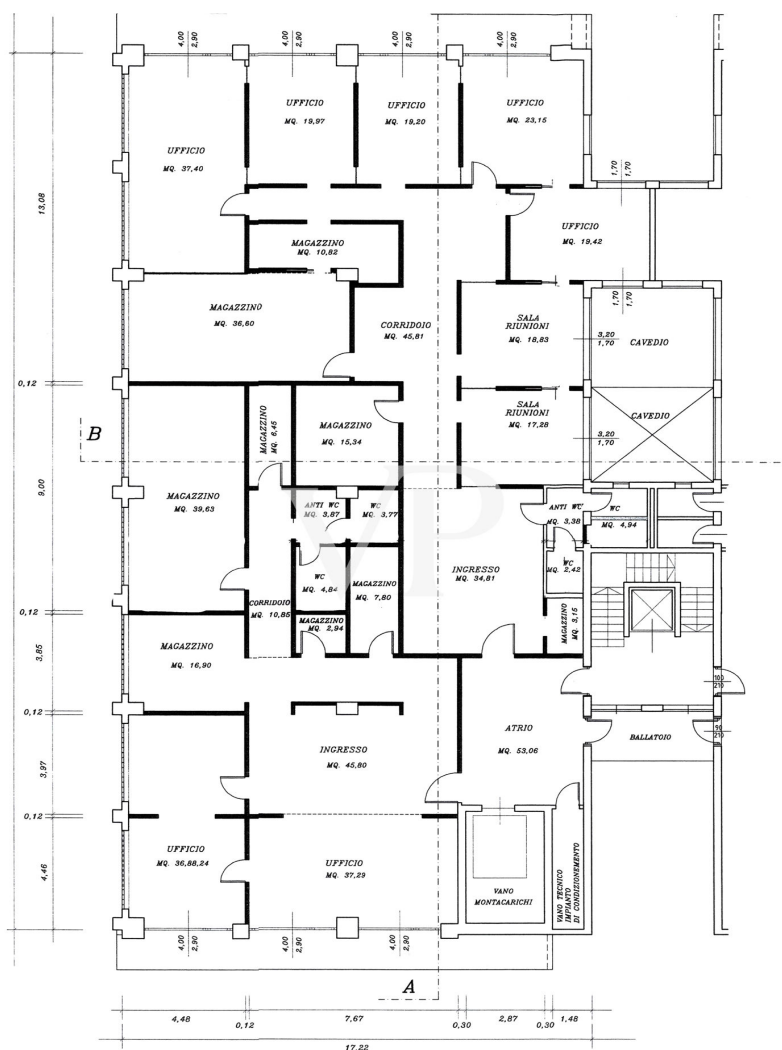 4,00
2,90
4,00
2,90
4,00
2,90
4,00
2,90
UFFICIO
MQ. 37,40
UFFICIO
MQ. 19,97
UFFICIO
MQ. 19,20
UFFICIO
MQ. 23,15
1,70
1,70
13,08
UFFICIO
MQ. 19,42
MAGAZZINO
MQ. 10,82
1,70
1,70
MAGAZZINO
MQ. 36,60
CORRIDOIO
MQ. 45,81
SALA
RIUNIONI
MQ. 18,83
3,20
1,70
CAVEDIO
0,12
MAGAZZINO
MQ. 6,45
MAGAZZINO
MQ. 15,34
SALA
RIUNIONI
MQ. 17,28
CAVEDIO
3,20
1,70
B
9,00
MAGAZZINO
MQ. 39,63
ANTI WC
MQ. 3,87
WC
MQ. 3,77
ANTI WC
MQ. 3,38
WC
MQ. 4,94
VP
INGRESSO
MQ. 34,81
WC
MQ. 2,42
WC
MQ. 4,84
MAGAZZINO
MQ. 7,80
CORRIDOIO
MQ. 10,85
MAGAZZINO
MQ. 2,94
MAGAZZINO
MQ. 3,15
0,12
3,85
MAGAZZINO
MQ. 16,90
100
210
0,12
ATRIO
MQ. 53,06
90
210
BALLATOIO
INGRESSO
MQ. 45,80
3,97
0,12
UFFICIO
MQ. 36,88,24
UFFICIO
MQ. 37,29
4,46
VANO
MONTACARICHI
VANO TECNICO
IMPIANTO
DI CONDIZIONEMENTO
4,00
2,90
4,00
2,90
4,00
2,90
A
4,48
0,12
7,67
0,30
2,87
0,30
1,48
17,22